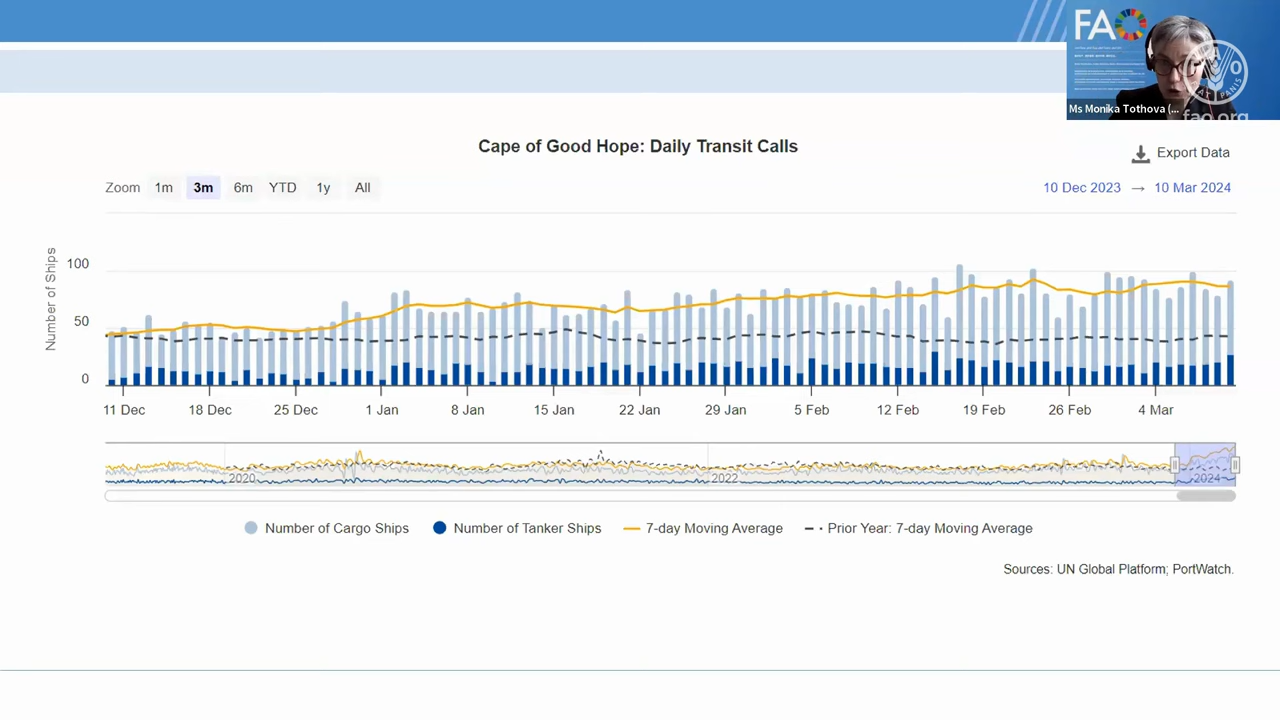 FAO
Ms Monika Tothova (...
FAO
FIAT PANIS
fao.org
Cape of Good Hope: Daily Transit Calls
Export Data
Zoom 1m 3m 6m YTD 1y All
10 Dec 2023 → 10 Mar 2024
Number of Ships
100
50
0
11 Dec 18 Dec 25 Dec 1 Jan 8 Jan 15 Jan 22 Jan 29 Jan 5 Feb 12 Feb 19 Feb 26 Feb 4 Mar
2020 2022 2024
Number of Cargo Ships Number of Tanker Ships 7-day Moving Average Prior Year: 7-day Moving Average
Sources: UN Global Platform; PortWatch.